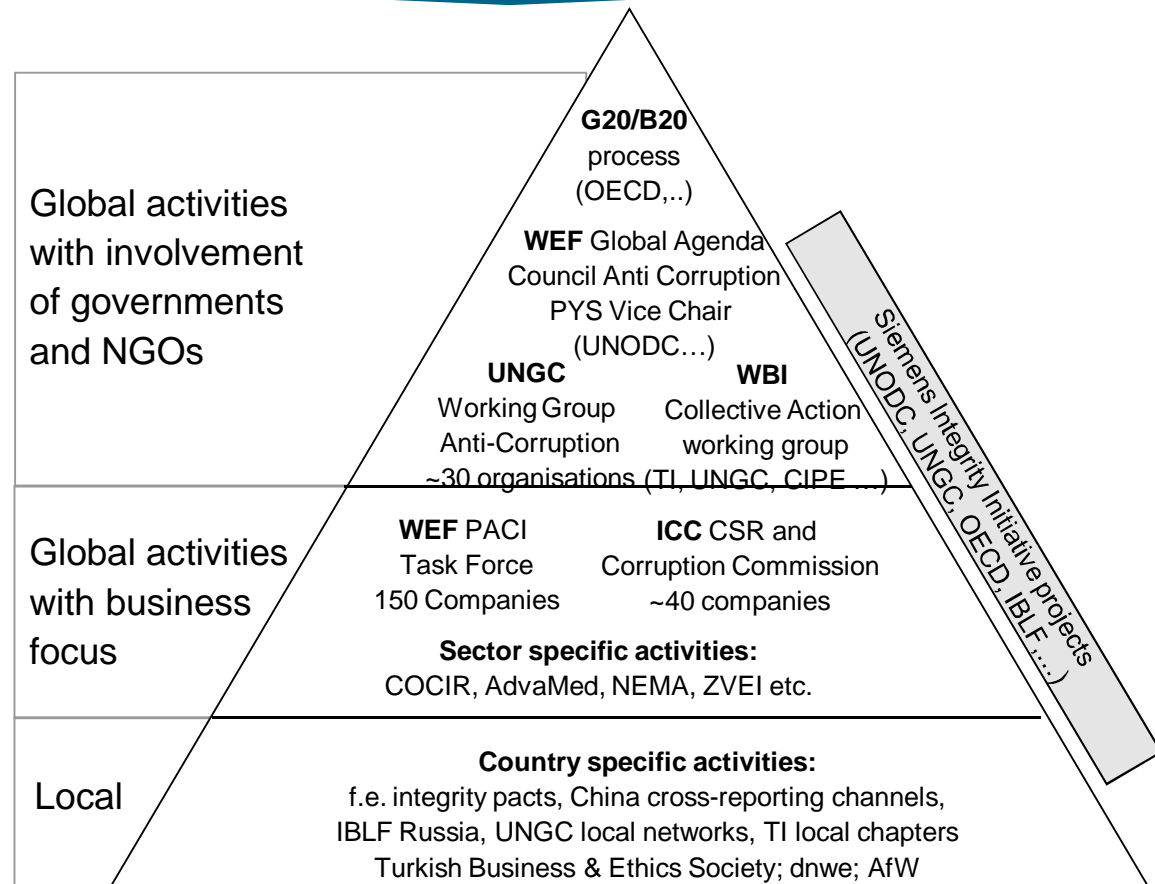 Global activities
with involvement
of governments
and NGOs
G20/B20
process
(OECD,..)
WEF Global Agenda
Council Anti Corruption
PYS Vice Chair
(UNODC…)
UNGC
Working Group
Anti-Corruption
~30 organisations
WBI
Collective Action
working group
(TI, UNGC, CIPE …)
Global activities
with business
focus
WEF PACI
Task Force
150 Companies
ICC CSR and
Corruption Commission
~40 companies
Sector specific activities:
COCIR, AdvaMed, NEMA, ZVEI etc.
Local
Country specific activities:
f.e. integrity pacts, China cross-reporting channels,
IBLF Russia, UNGC local networks, TI local chapters
Turkish Business & Ethics Society; dnwe; AfW
Siemens Integrity Initiative projects
(UNODC, UNGC, OECD, IBLF,…)